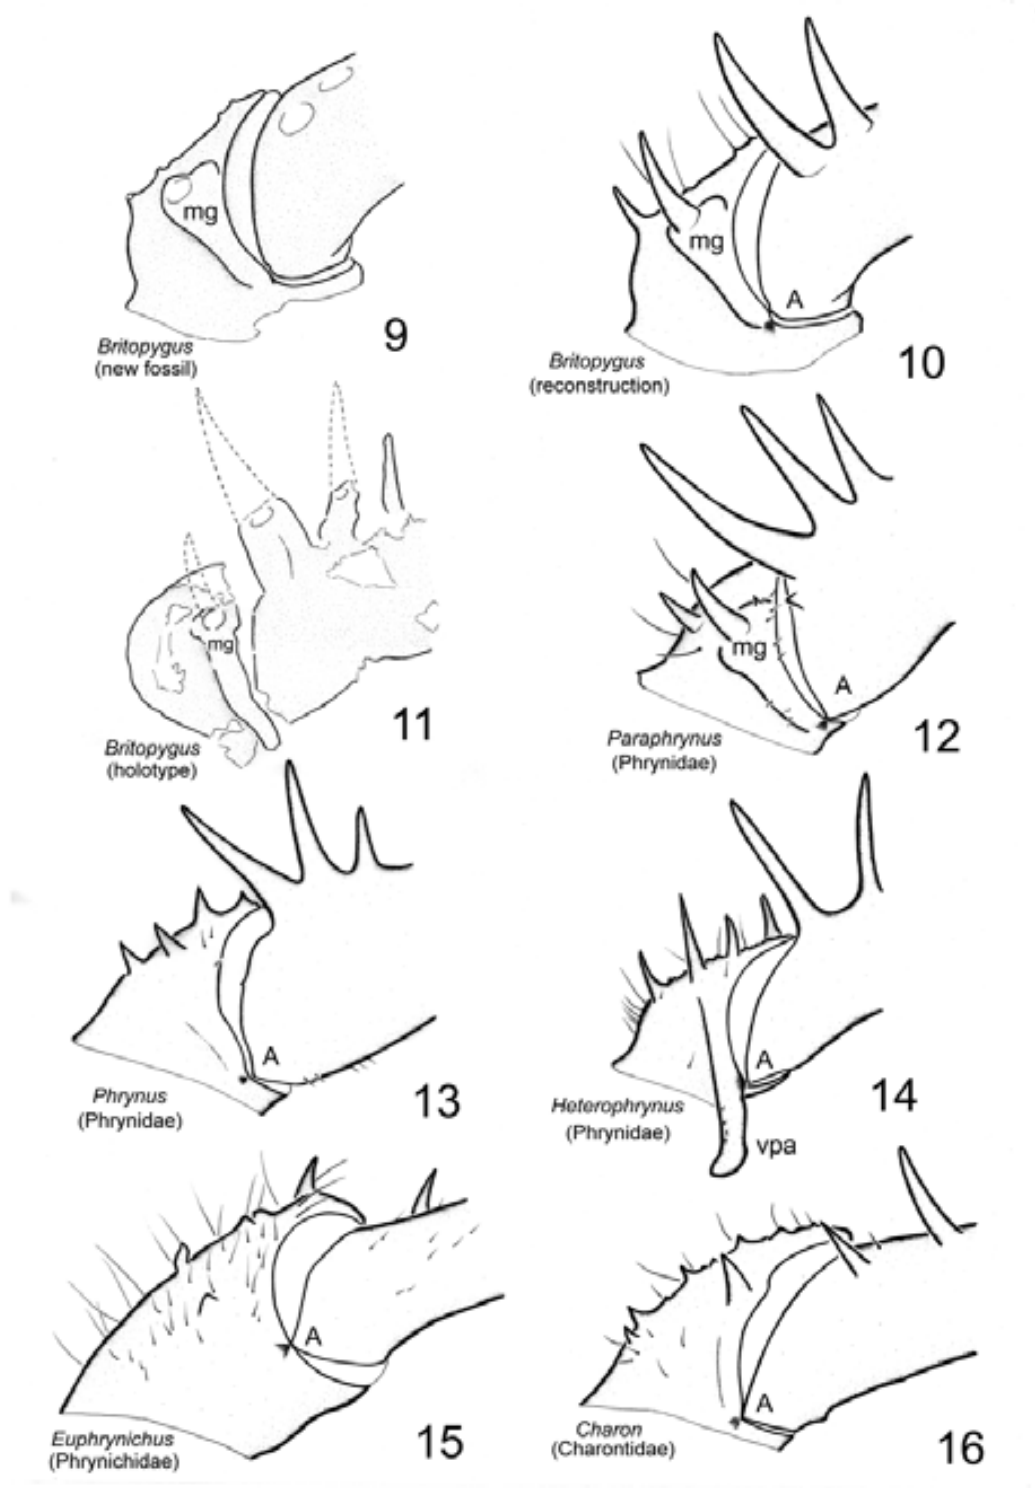 mg
9
Britopygus
(new fossil)
mg
A
10
Britopygus
(reconstruction)
mg
11
Britopygus
(holotype)
mg
A
12
Paraphrynus
(Phrynidae)
A
13
Phrynus
(Phrynidae)
A
14
Heterophrynus
(Phrynidae)
vpa
A
15
Euphrynichus
(Phrynichidae)
A
16
Charon
(Charontidae)